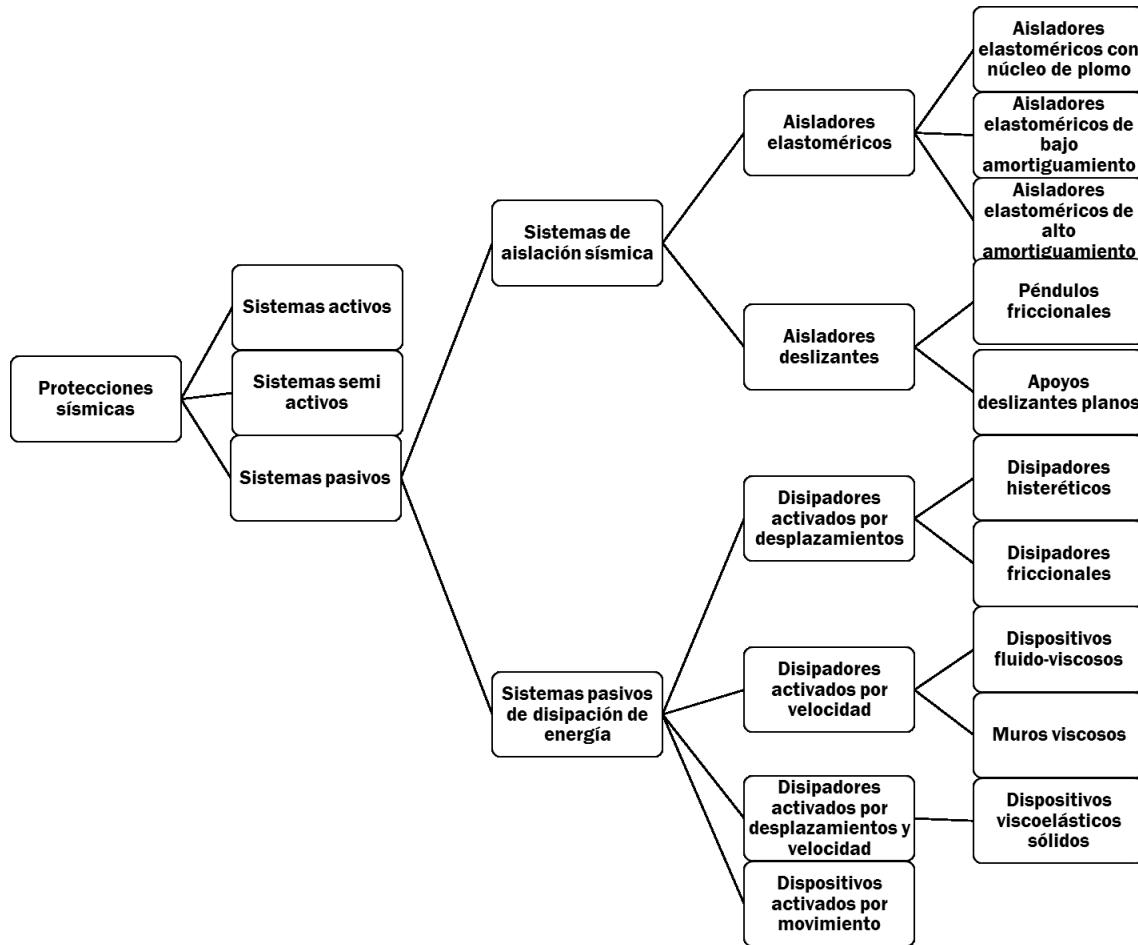 Protecciones
sísmicas
Sistemas activos
Sistemas semi
activos
Sistemas pasivos
Sistemas de
aislación sísmica
Sistemas pasivos
de disipación de
energía
Aisladores
elastoméricos
Aisladores
deslizantes
Disipadores
activados por
desplazamientos
Disipadores
activados por
velocidad
Disipadores
activados por
desplazamientos y
velocidad
Dispositivos
activados por
movimiento
Aisladores
elastoméricos con
núcleo de plomo
Aisladores
elastoméricos de
bajo
amortiguamiento
Aisladores
elastoméricos de
alto
amortiguamiento
Péndulos
friccionales
Apoyos
deslizantes planos
Disipadores
histeréticos
Disipadores
friccionales
Dispositivos
fluido-viscosos
Muros viscosos
Dispositivos
viscoelásticos
sólidos